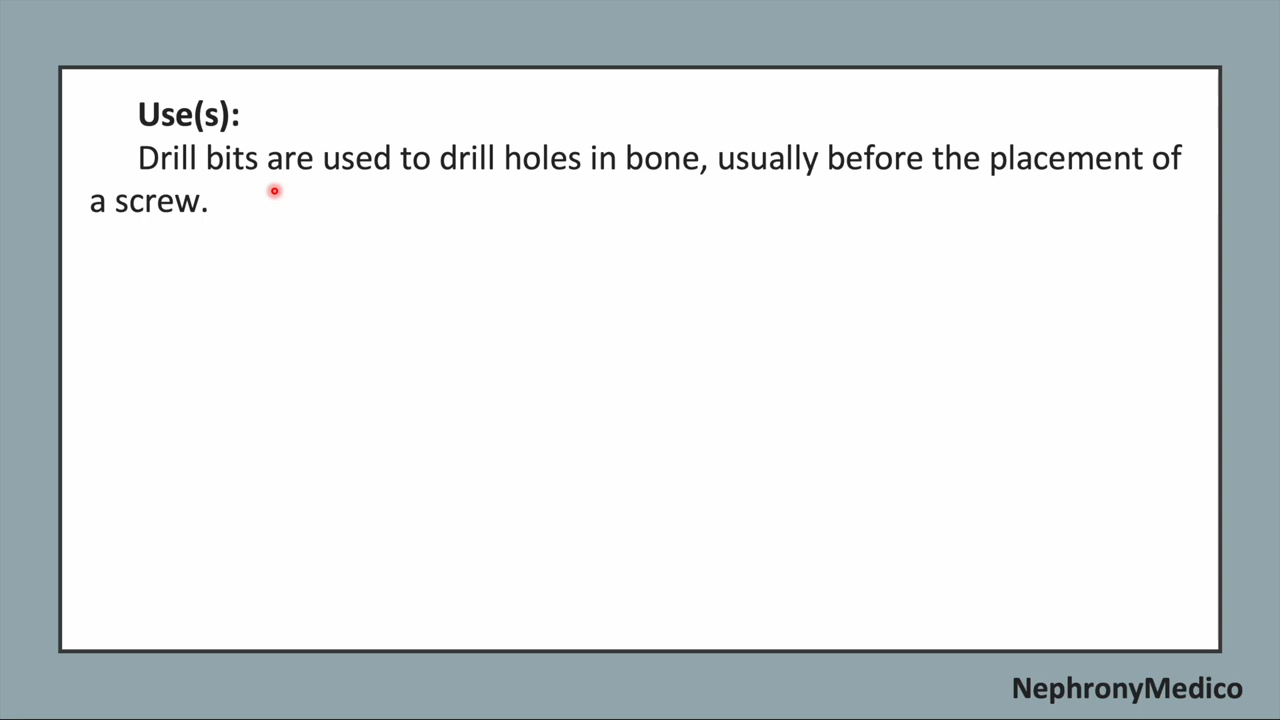 Use(s):
Drill bits are used to drill holes in bone, usually before the placement of
a screw.
NephronyMedico